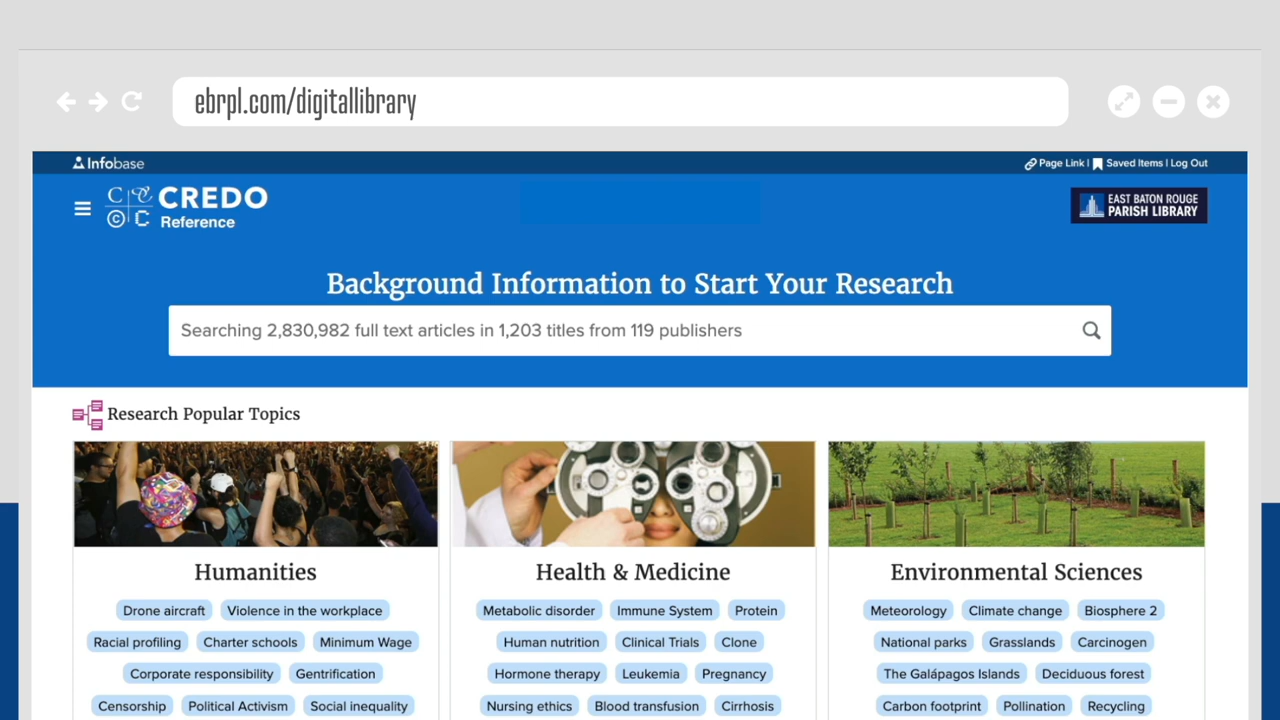 ebrpl.com/digitallibrary
Infobase
Page Link | Saved Items | Log Out
CREDO
Reference
EAST BATON ROUGE
PARISH LIBRARY
Background Information to Start Your Research
Searching 2,830,982 full text articles in 1,203 titles from 119 publishers
Research Popular Topics
Humanities
Drone aircraft Violence in the workplace
Racial profiling Charter schools Minimum Wage
Corporate responsibility Gentrification
Censorship Political Activism Social inequality
Health & Medicine
Metabolic disorder Immune System Protein
Human nutrition Clinical Trials Clone
Hormone therapy Leukemia Pregnancy
Nursing ethics Blood transfusion Cirrhosis
Environmental Sciences
Meteorology Climate change Biosphere 2
National parks Grasslands Carcinogen
The Galápagos Islands Deciduous forest
Carbon footprint Pollination Recycling